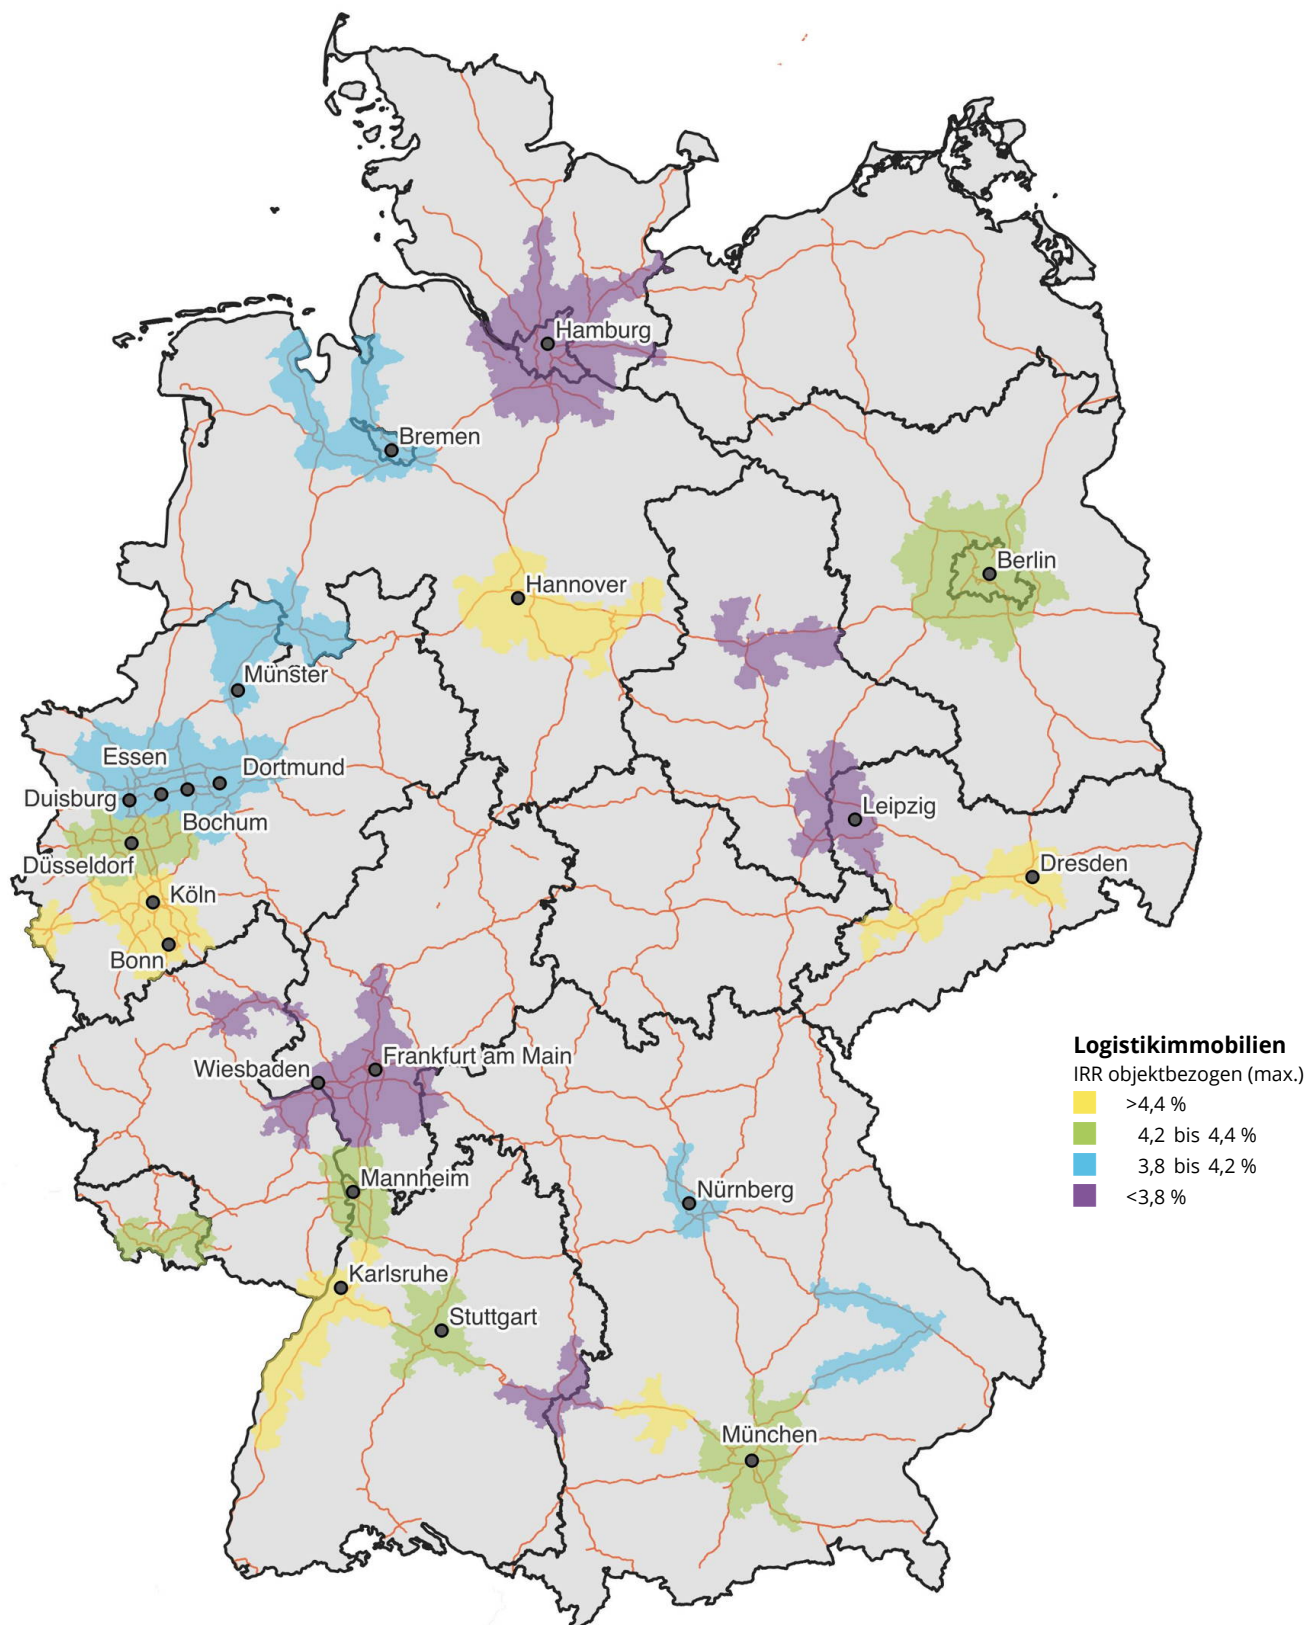 Hamburg
Bremen
Berlin
Hannover
Münster
Essen
Dortmund
Duisburg
Bochum
Leipzig
Düsseldorf
Dresden
Köln
Bonn
Logistikimmobilien
IRR objektbezogen (max.)
>4,4 %
4,2 bis 4,4 %
3,8 bis 4,2 %
<3,8 %
Frankfurt am Main
Wiesbaden
Mannheim
Nürnberg
Karlsruhe
Stuttgart
München